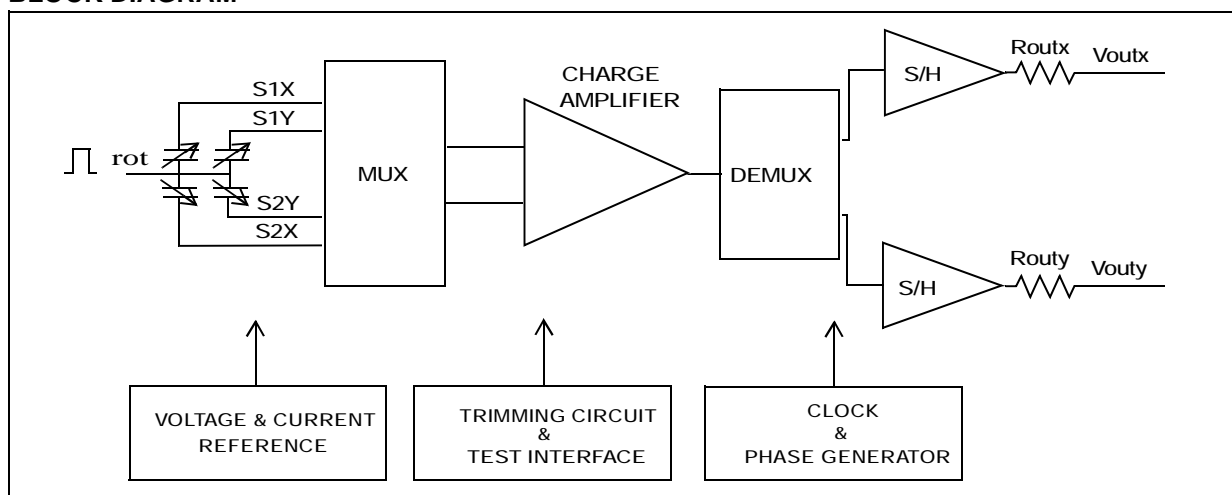 BLOCK DIAGRAM
S1X
S1Y
rot
S2Y
S2X
MUX
CHARGE
AMPLIFIER
DEMUX
S/H
Routx
Voutx
S/H
Routy
Vouty
VOLTAGE & CURRENT
REFERENCE
TRIMMING CIRCUIT
&
TEST INTERFACE
CLOCK
&
PHASE GENERATOR